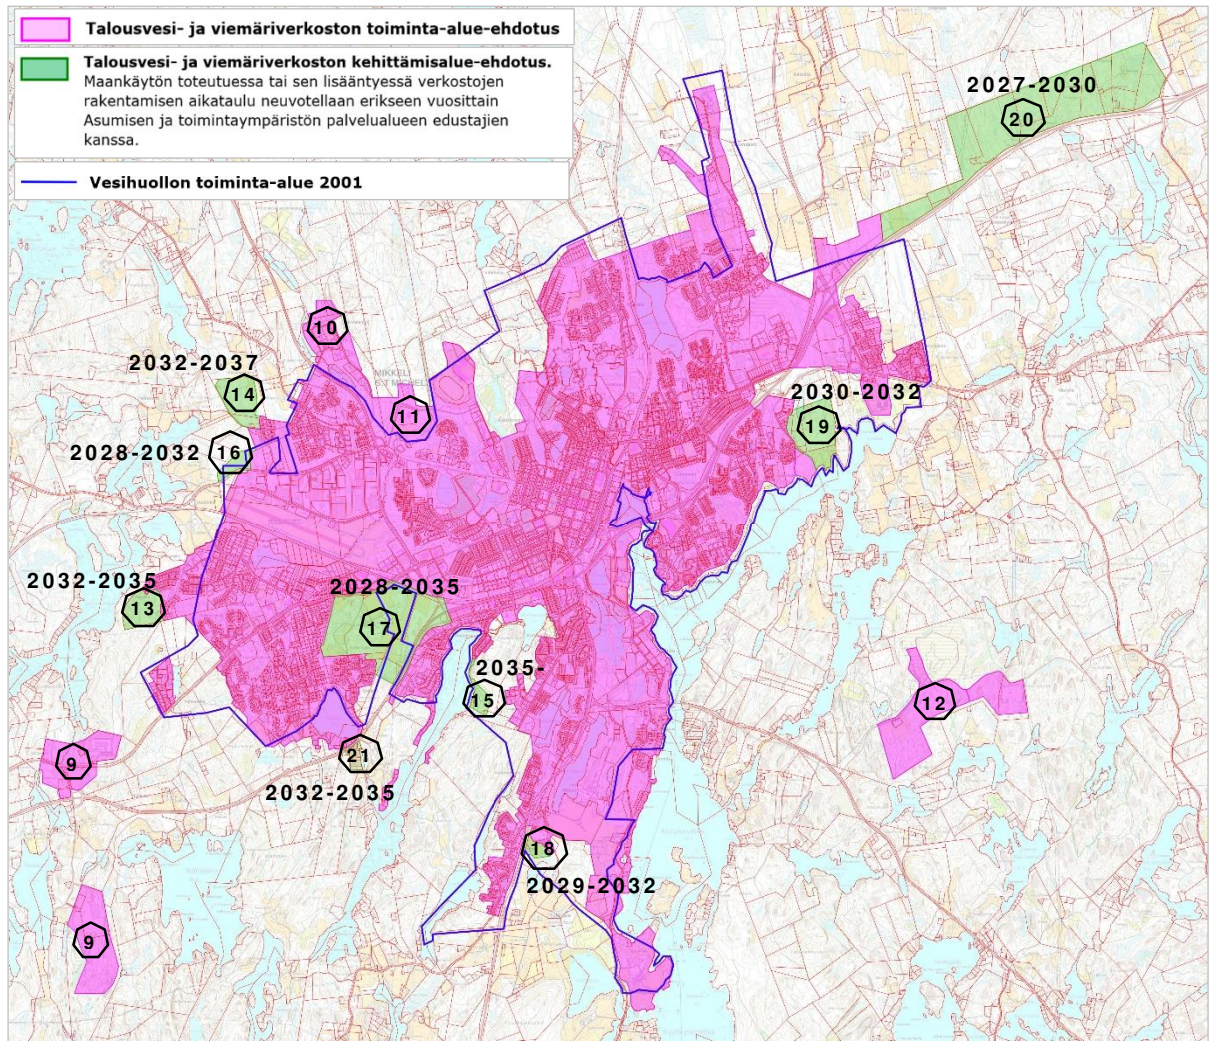 Talousvesi- ja viemäriverkoston toiminta-alue-ehdotus
Talousvesi- ja viemäriverkoston kehittämisalue-ehdotus.
Maankäytön toteutuessa tai sen lisääntyessä verkostojen
rakentamisen aikataulu neuvotellaan erikseen vuosittain
Asumisen ja toimintaympäristön palvelualueen edustajien
kanssa.
Vesihuollon toiminta-alue 2001
2027-2030
20
10
2032-2037
14
MIKKELI
11
2030-2032
19
2028-2032
16
2032-2035
13
2028-2035
17
2035-
15
12
9
21
2032-2035
18
2029-2032
9